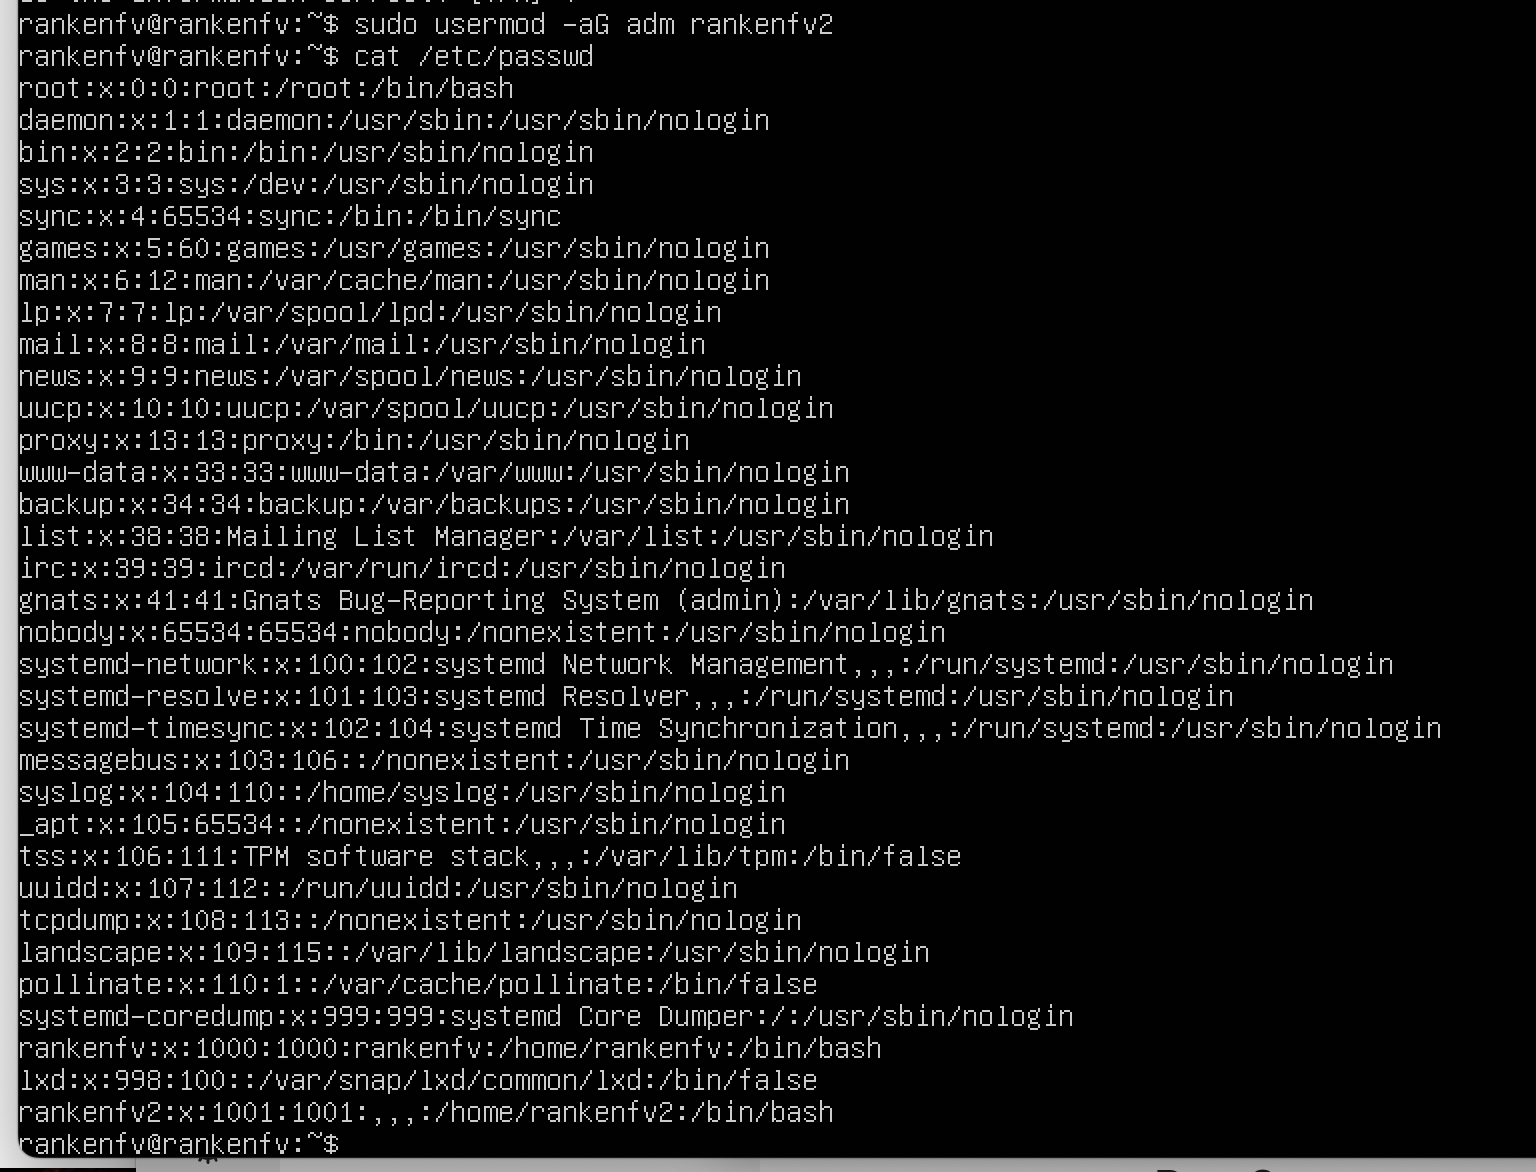 rankenfv@rankenfv:~$ sudo usermod -aG adm rankenfv2
rankenfv@rankenfv:~$ cat /etc/passwd
root:x:0:0:root:/root:/bin/bash
daemon:x:1:1:daemon:/usr/sbin:/usr/sbin/nologin
bin:x:2:2:bin:/bin:/usr/sbin/nologin
sys:x:3:3:sys:/dev:/usr/sbin/nologin
sync:x:4:65534:sync:/bin:/bin/sync
games:x:5:60:games:/usr/games:/usr/sbin/nologin
man:x:6:12:man:/var/cache/man:/usr/sbin/nologin
lp:x:7:7:lp:/var/spool/lpd:/usr/sbin/nologin
mail:x:8:8:mail:/var/mail:/usr/sbin/nologin
news:x:9:9:news:/var/spool/news:/usr/sbin/nologin
uucp:x:10:10:uucp:/var/spool/uucp:/usr/sbin/nologin
proxy:x:13:13:proxy:/bin:/usr/sbin/nologin
www-data:x:33:33:www-data:/var/www:/usr/sbin/nologin
backup:x:34:34:backup:/var/backups:/usr/sbin/nologin
list:x:38:38:Mailing List Manager:/var/list:/usr/sbin/nologin
irc:x:39:39:ircd:/var/run/ircd:/usr/sbin/nologin
gnats:x:41:41:Gnats Bug-Reporting System (admin):/var/lib/gnats:/usr/sbin/nologin
nobody:x:65534:65534:nobody:/nonexistent:/usr/sbin/nologin
systemd-network:x:100:102:systemd Network Management,,,:/run/systemd:/usr/sbin/nologin
systemd-resolve:x:101:103:systemd Resolver,,,:/run/systemd:/usr/sbin/nologin
systemd-timesync:x:102:104:systemd Time Synchronization,,,:/run/systemd:/usr/sbin/nologin
messagebus:x:103:106::/nonexistent:/usr/sbin/nologin
syslog:x:104:110::/home/syslog:/usr/sbin/nologin
_apt:x:105:65534::/nonexistent:/usr/sbin/nologin
tss:x:106:111:TPM software stack,,,:/var/lib/tpm:/bin/false
uuidd:x:107:112::/run/uuidd:/usr/sbin/nologin
tcpdump:x:108:113::/nonexistent:/usr/sbin/nologin
landscape:x:109:115::/var/lib/landscape:/usr/sbin/nologin
pollinate:x:110:1::/var/cache/pollinate:/bin/false
systemd-coredump:x:999:999:systemd Core Dumper:/:/usr/sbin/nologin
rankenfv:x:1000:1000:rankenfv:/home/rankenfv:/bin/bash
lxd:x:998:100::/var/snap/lxd/common/lxd:/bin/false
rankenfv2:x:1001:1001:,,,:/home/rankenfv2:/bin/bash
rankenfv@rankenfv:~$